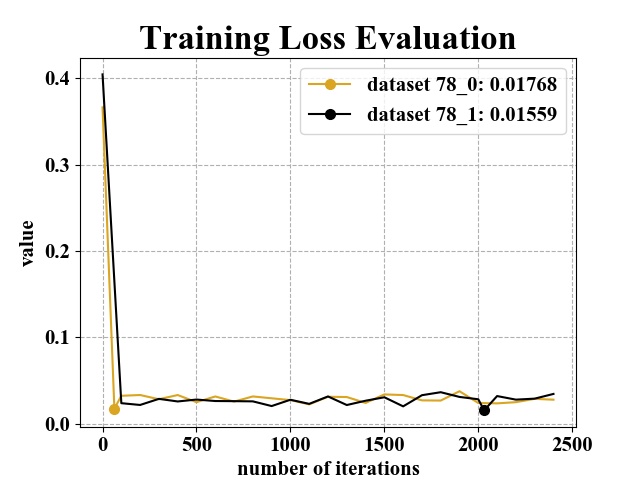 Training Loss Evaluation
dataset 78_0: 0.01768
dataset 78_1: 0.01559
value
0.4
0.3
0.2
0.1
0.0
0 500 1000 1500 2000 2500
number of iterations